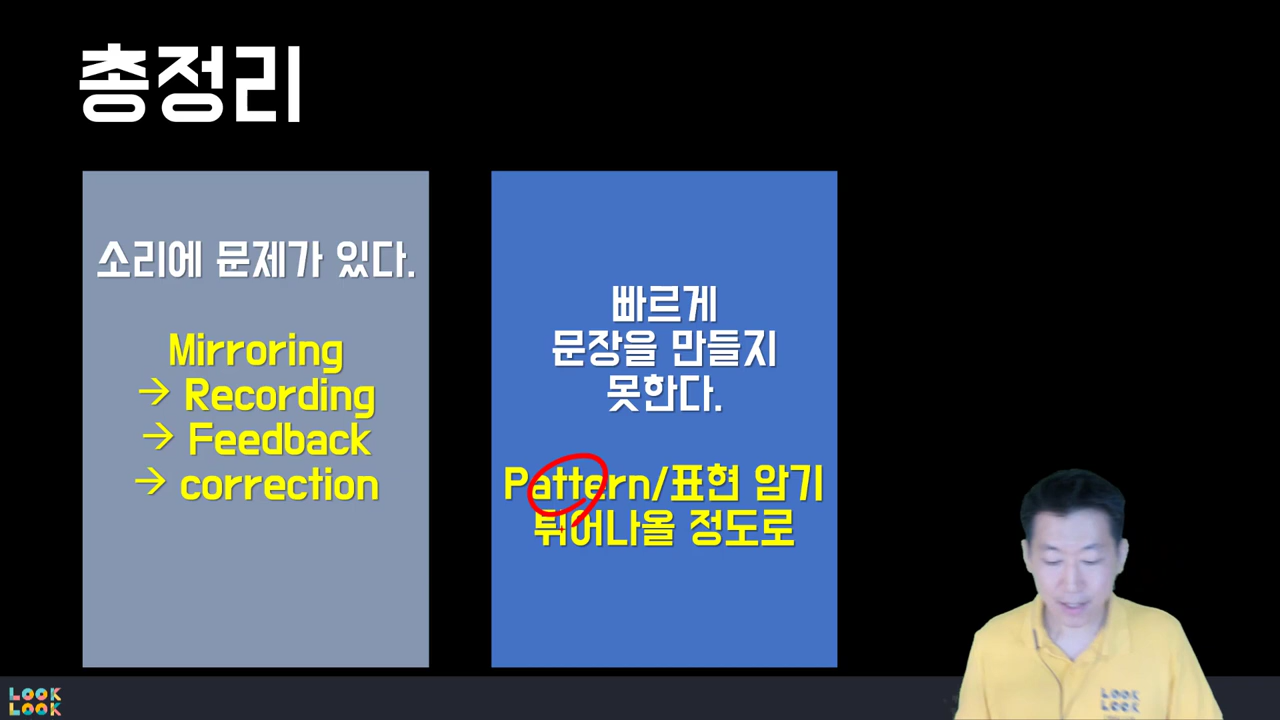 총정리
소리에 문제가 있다.
Mirroring
→ Recording
→ Feedback
→ correction
빠르게
문장을 만들지
못한다.
Pattern/표현 암기
튀어나올 정도로
LOOK
LOOK
LOOK
LOOK